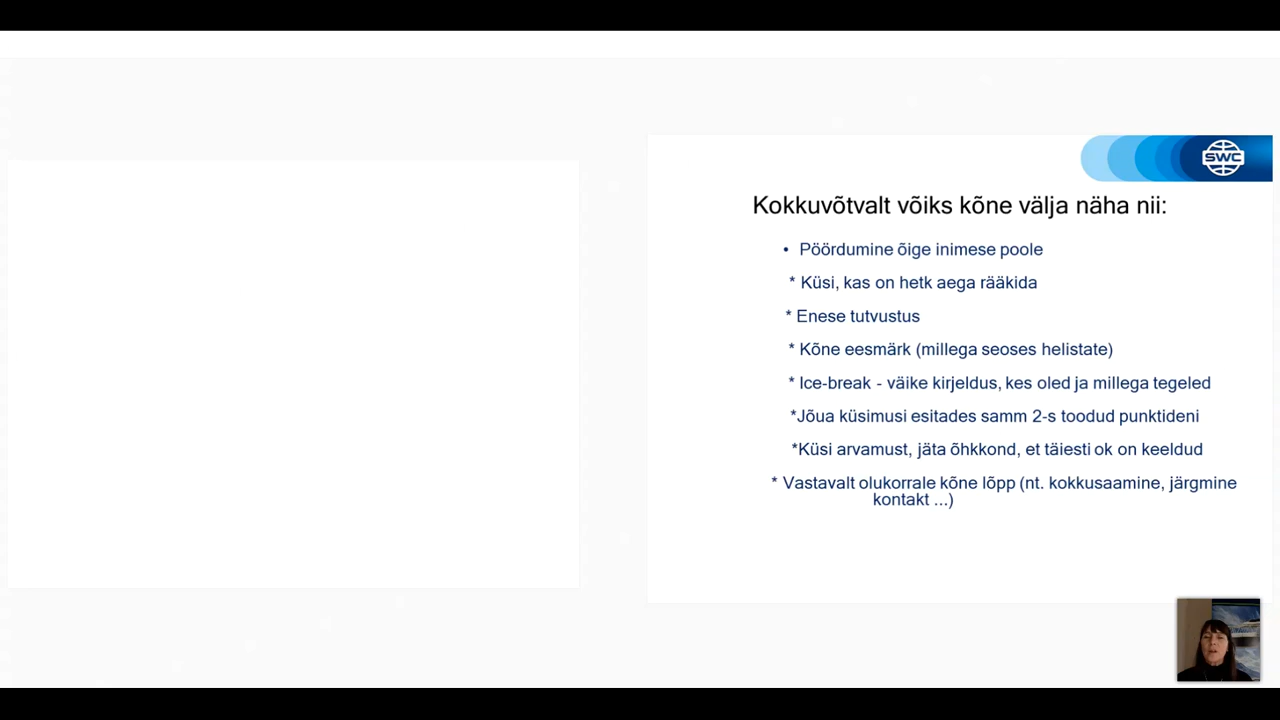 SWC
Kokkuvõtvalt võiks kõne välja näha nii:
• Pöördumine õige inimese poole
* Küsi, kas on hetk aega rääkida
* Enese tutvustus
* Kõne eesmärk (millega seoses helistate)
* Ice-break - väike kirjeldus, kes oled ja millega tegeled
*Jõua küsimusi esitades samm 2-s toodud punktideni
*Küsi arvamust, jäta õhkkond, et täiesti ok on keeldud
* Vastavalt olukorrale kõne lõpp (nt. kokkusaamine, järgmine
kontakt ...)